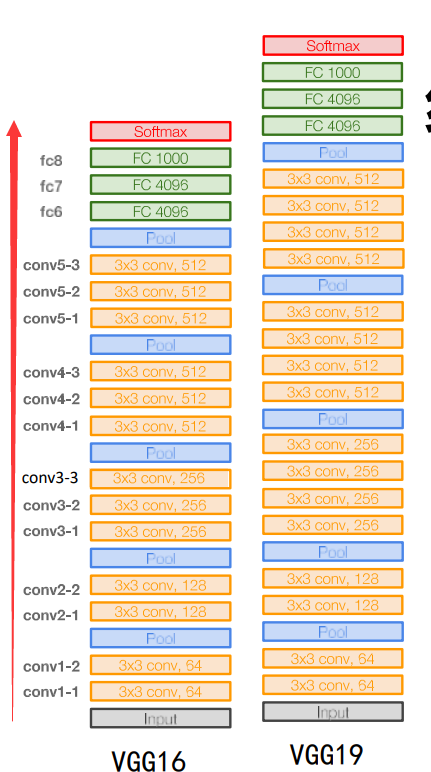 Softmax
FC 1000
FC 4096
FC 4096
Pool
3x3 conv, 512
3x3 conv, 512
3x3 conv, 512
3x3 conv, 512
Pool
3x3 conv, 512
3x3 conv, 512
3x3 conv, 512
3x3 conv, 512
Pool
3x3 conv, 256
3x3 conv, 256
3x3 conv, 256
3x3 conv, 256
Pool
3x3 conv, 128
3x3 conv, 128
Pool
3x3 conv, 64
3x3 conv, 64
Input
VGG19
Softmax
fc8 FC 1000
fc7 FC 4096
fc6 FC 4096
Pool
conv5-3 3x3 conv, 512
conv5-2 3x3 conv, 512
conv5-1 3x3 conv, 512
Pool
conv4-3 3x3 conv, 512
conv4-2 3x3 conv, 512
conv4-1 3x3 conv, 512
Pool
conv3-3 3x3 conv, 256
conv3-2 3x3 conv, 256
conv3-1 3x3 conv, 256
Pool
conv2-2 3x3 conv, 128
conv2-1 3x3 conv, 128
Pool
conv1-2 3x3 conv, 64
conv1-1 3x3 conv, 64
Input
VGG16